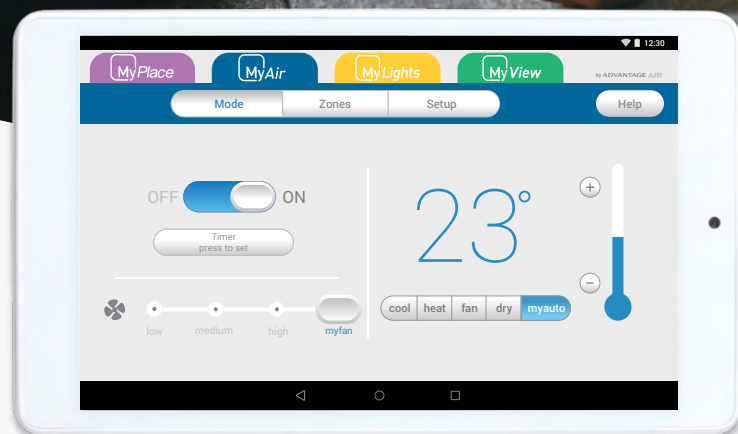 12:30
MyPlace
MyAir
MyLights
MyView
by ADVANTAGE AIR
Mode
Zones
Setup
Help
OFF
ON
23°
Timer
press to set
low
medium
high
myfan
cool
heat
fan
dry
myauto